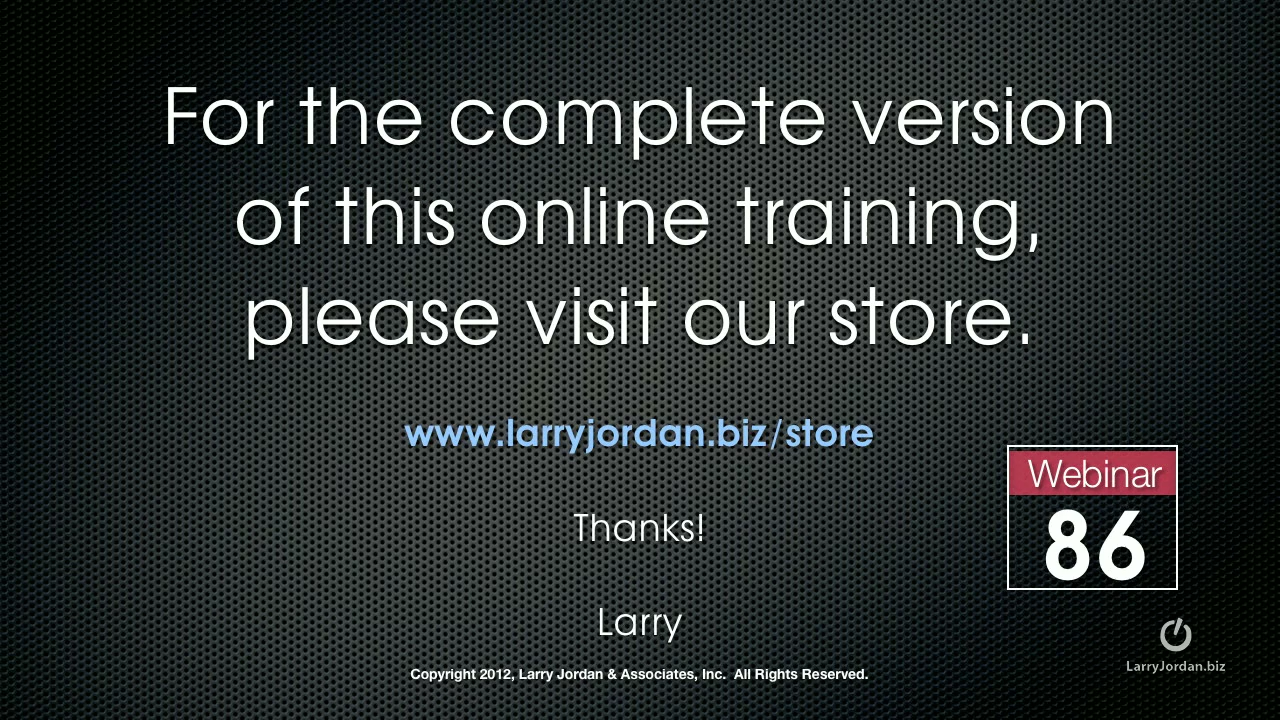 For the complete version
of this online training,
please visit our store.
www.larryjordan.biz/store
Webinar
86
Thanks!
Larry
Copyright 2012, Larry Jordan & Associates, Inc.  All Rights Reserved.
LarryJordan.biz